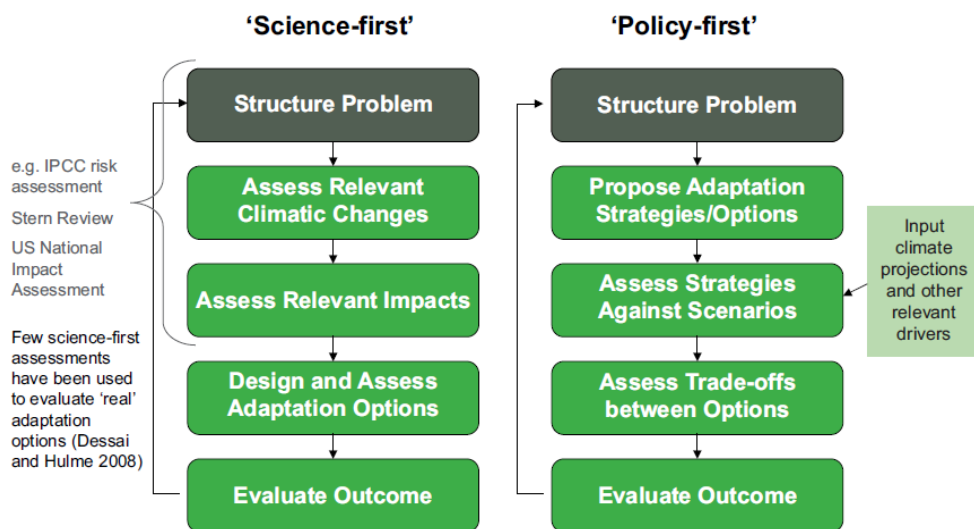 ‘Science-first’
‘Policy-first’
Structure Problem
Assess Relevant
Climatic Changes
Assess Relevant Impacts
Design and Assess
Adaptation Options
Evaluate Outcome
e.g. IPCC risk
assessment
Stern Review
US National
Impact
Assessment
Few science-first
assessments
have been used
to evaluate ‘real’
adaptation
options (Dessai
and Hulme 2008)
Structure Problem
Propose Adaptation
Strategies/Options
Assess Strategies
Against Scenarios
Assess Trade-offs
between Options
Evaluate Outcome
Input
climate
projections
and other
relevant
drivers